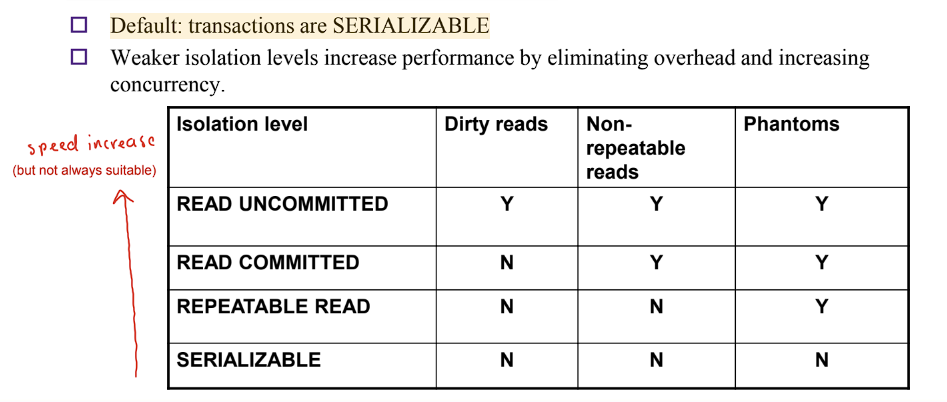 Default: transactions are SERIALIZABLE
Weaker isolation levels increase performance by eliminating overhead and increasing
concurrency.
speed increase
(but not always suitable)
Isolation level Dirty reads Non-repeatable reads Phantoms
READ UNCOMMITTED Y Y Y
READ COMMITTED N Y Y
REPEATABLE READ N N Y
SERIALIZABLE N N N